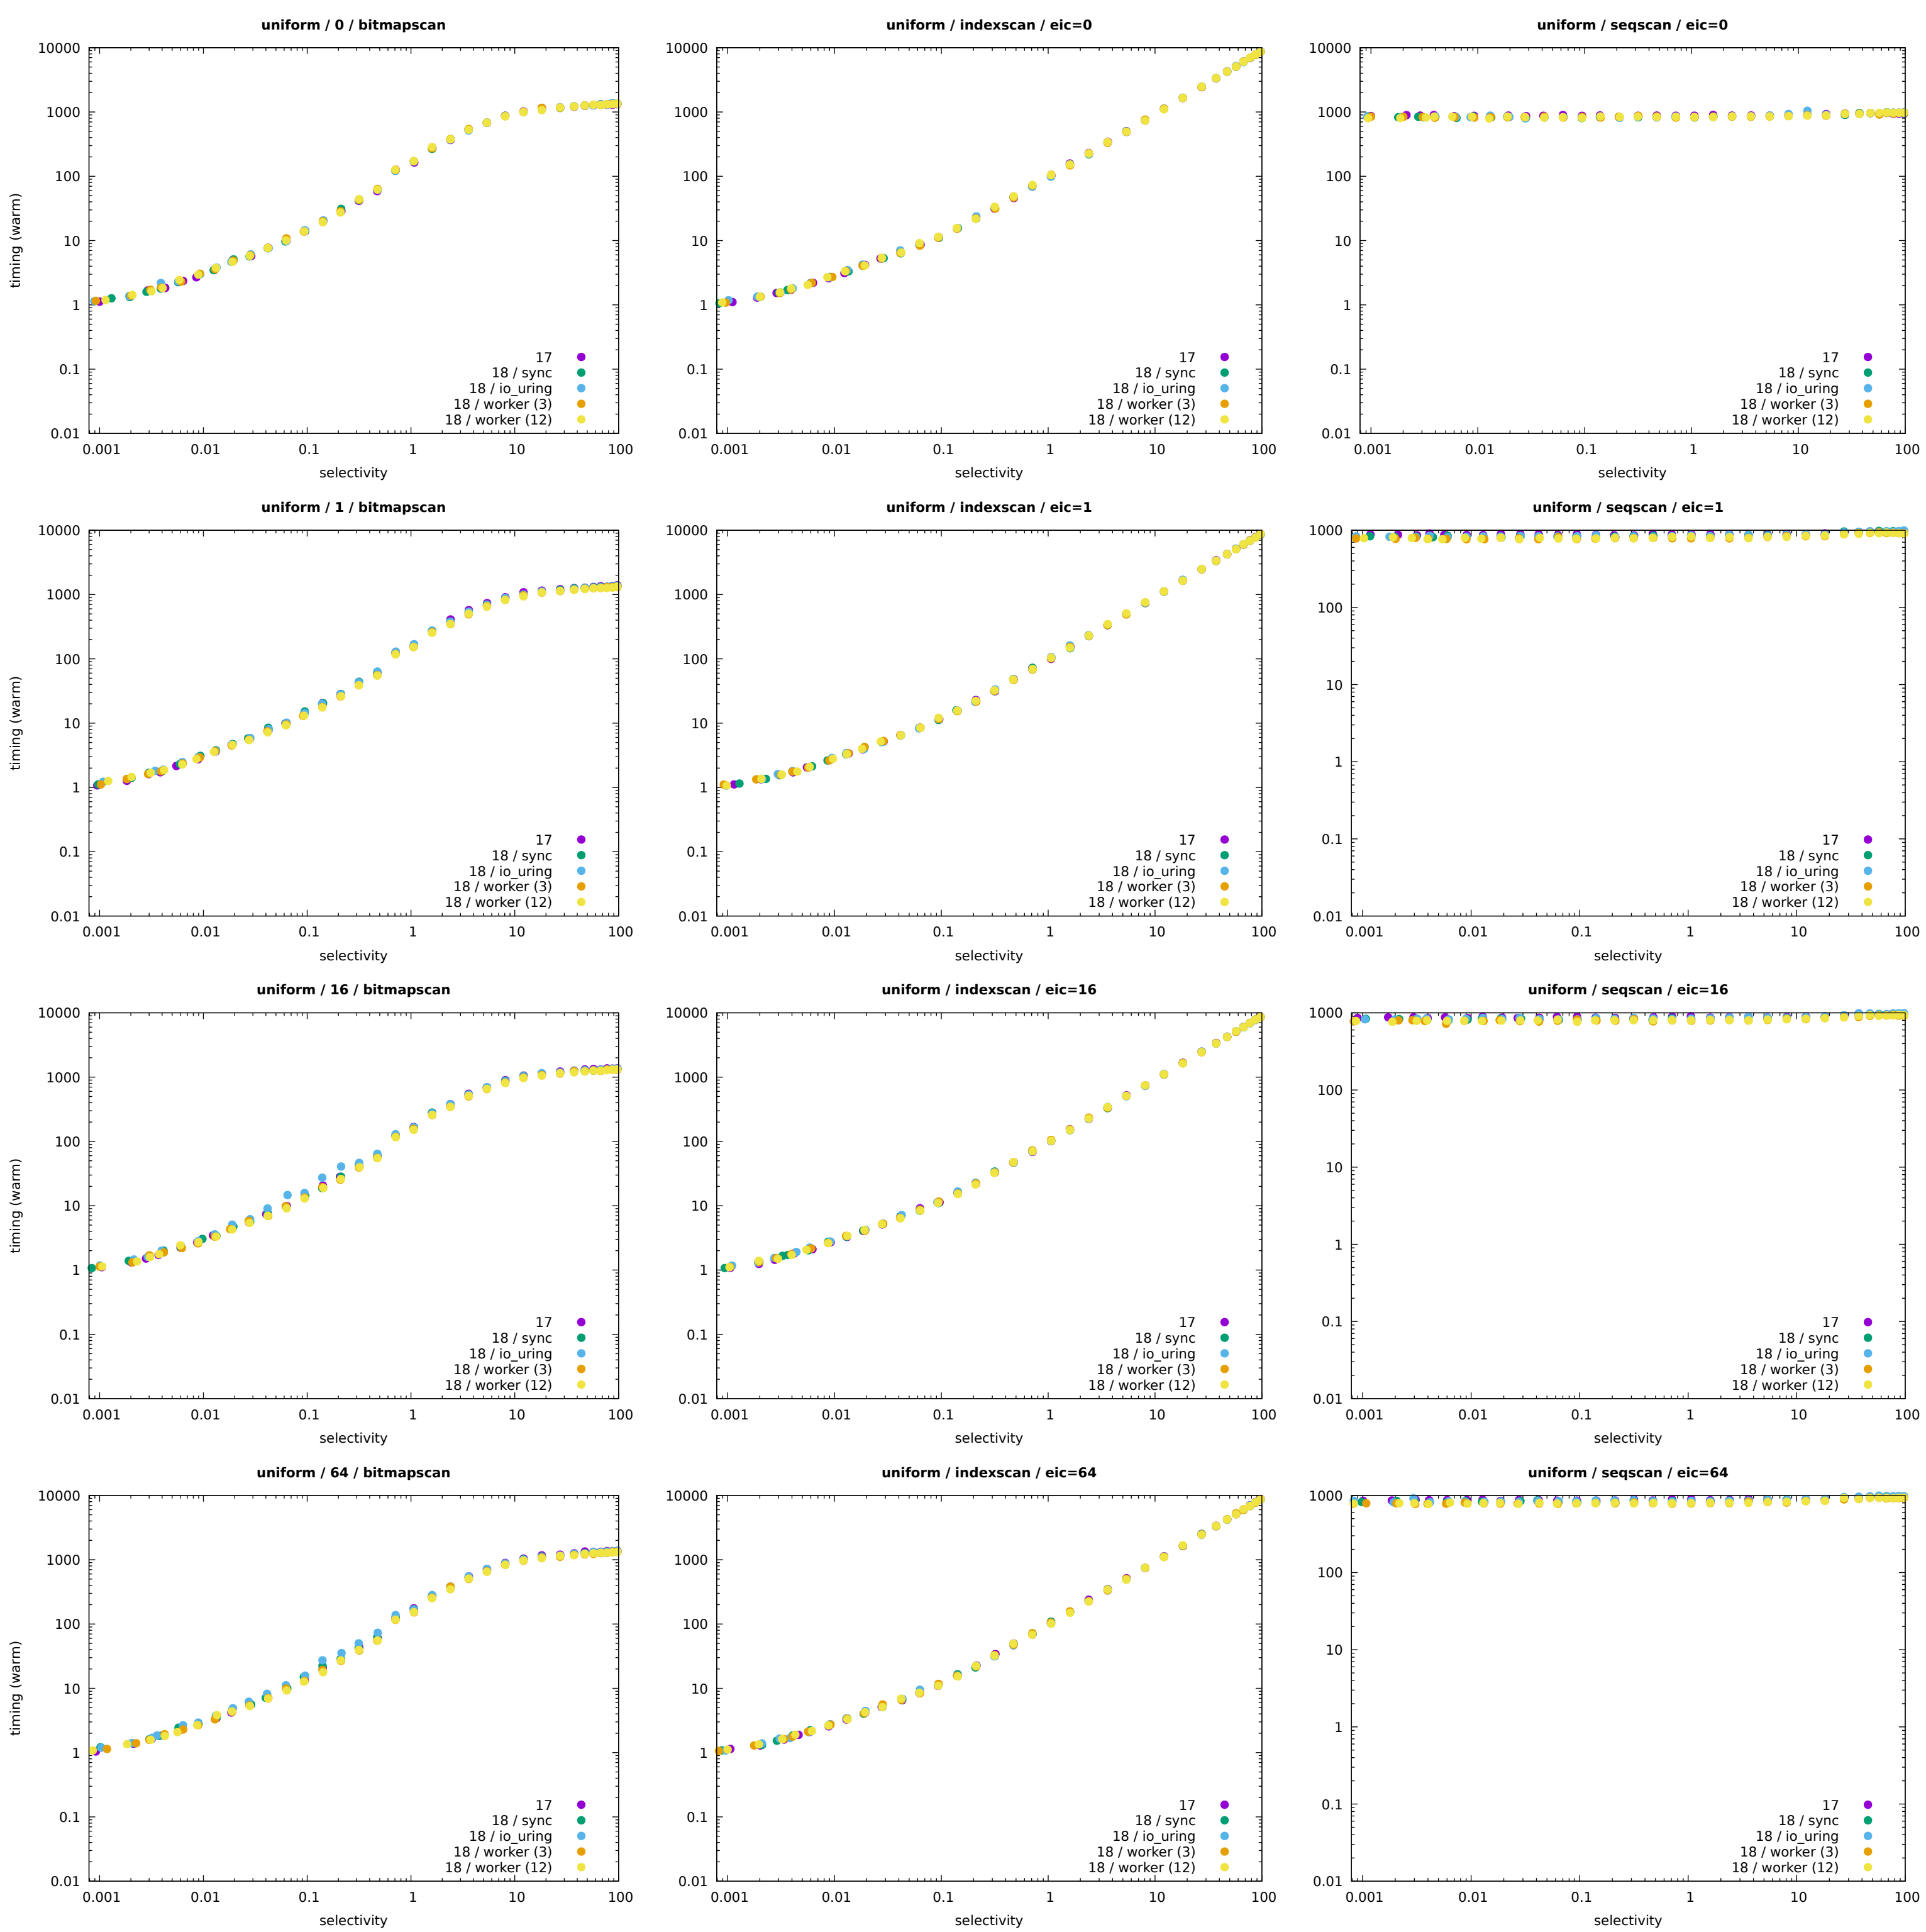 uniform / 0 / bitmapscan
timing (warm)
10000
1000
100
10
1
0.1
0.01
17
18 / sync
18 / io_uring
18 / worker (3)
18 / worker (12)
0.001 0.01 0.1 1 10 100
selectivity
uniform / indexscan / eic=0
10000
1000
100
10
1
0.1
0.01
17
18 / sync
18 / io_uring
18 / worker (3)
18 / worker (12)
0.001 0.01 0.1 1 10 100
selectivity
uniform / seqscan / eic=0
10000
1000
100
10
1
0.1
0.01
17
18 / sync
18 / io_uring
18 / worker (3)
18 / worker (12)
0.001 0.01 0.1 1 10 100
selectivity
uniform / 1 / bitmapscan
timing (warm)
10000
1000
100
10
1
0.1
0.01
17
18 / sync
18 / io_uring
18 / worker (3)
18 / worker (12)
0.001 0.01 0.1 1 10 100
selectivity
uniform / indexscan / eic=1
10000
1000
100
10
1
0.1
0.01
17
18 / sync
18 / io_uring
18 / worker (3)
18 / worker (12)
0.001 0.01 0.1 1 10 100
selectivity
uniform / seqscan / eic=1
1000
100
10
1
0.1
0.01
17
18 / sync
18 / io_uring
18 / worker (3)
18 / worker (12)
0.001 0.01 0.1 1 10 100
selectivity
uniform / 16 / bitmapscan
timing (warm)
10000
1000
100
10
1
0.1
0.01
17
18 / sync
18 / io_uring
18 / worker (3)
18 / worker (12)
0.001 0.01 0.1 1 10 100
selectivity
uniform / indexscan / eic=16
10000
1000
100
10
1
0.1
0.01
17
18 / sync
18 / io_uring
18 / worker (3)
18 / worker (12)
0.001 0.01 0.1 1 10 100
selectivity
uniform / seqscan / eic=16
1000
100
10
1
0.1
0.01
17
18 / sync
18 / io_uring
18 / worker (3)
18 / worker (12)
0.001 0.01 0.1 1 10 100
selectivity
uniform / 64 / bitmapscan
timing (warm)
10000
1000
100
10
1
0.1
0.01
17
18 / sync
18 / io_uring
18 / worker (3)
18 / worker (12)
0.001 0.01 0.1 1 10 100
selectivity
uniform / indexscan / eic=64
10000
1000
100
10
1
0.1
0.01
17
18 / sync
18 / io_uring
18 / worker (3)
18 / worker (12)
0.001 0.01 0.1 1 10 100
selectivity
uniform / seqscan / eic=64
1000
100
10
1
0.1
0.01
17
18 / sync
18 / io_uring
18 / worker (3)
18 / worker (12)
0.001 0.01 0.1 1 10 100
selectivity